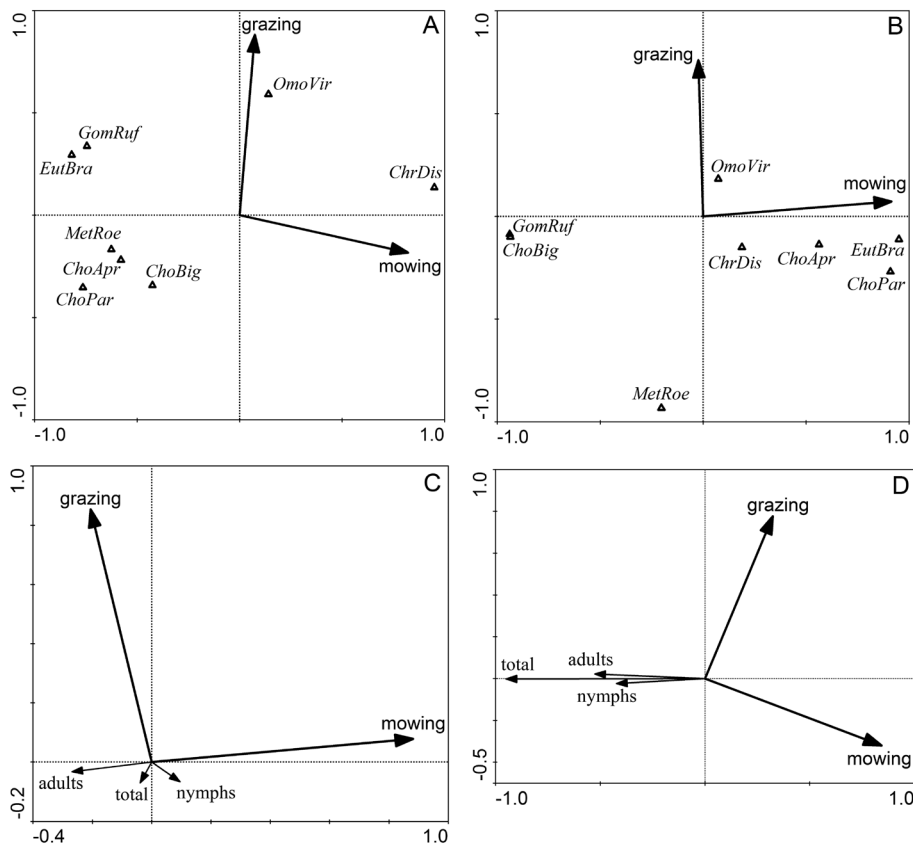 1.0
A
grazing
OmoVir
GomRuf
EutBra
ChrDis
MetRoe
ChoApr
ChoBig
ChoPar
mowing
-1.0
-1.0 1.0
1.0
B
grazing
OmoVir
mowing
GomRuf
ChoBig
ChrDis
ChoApr
EutBra
ChoPar
MetRoe
-1.0
-1.0 1.0
1.0
C
grazing
mowing
adults
total
nymphs
-0.2
-0.4 1.0
1.0
D
grazing
total
adults
nymphs
mowing
-0.5
-1.0 1.0